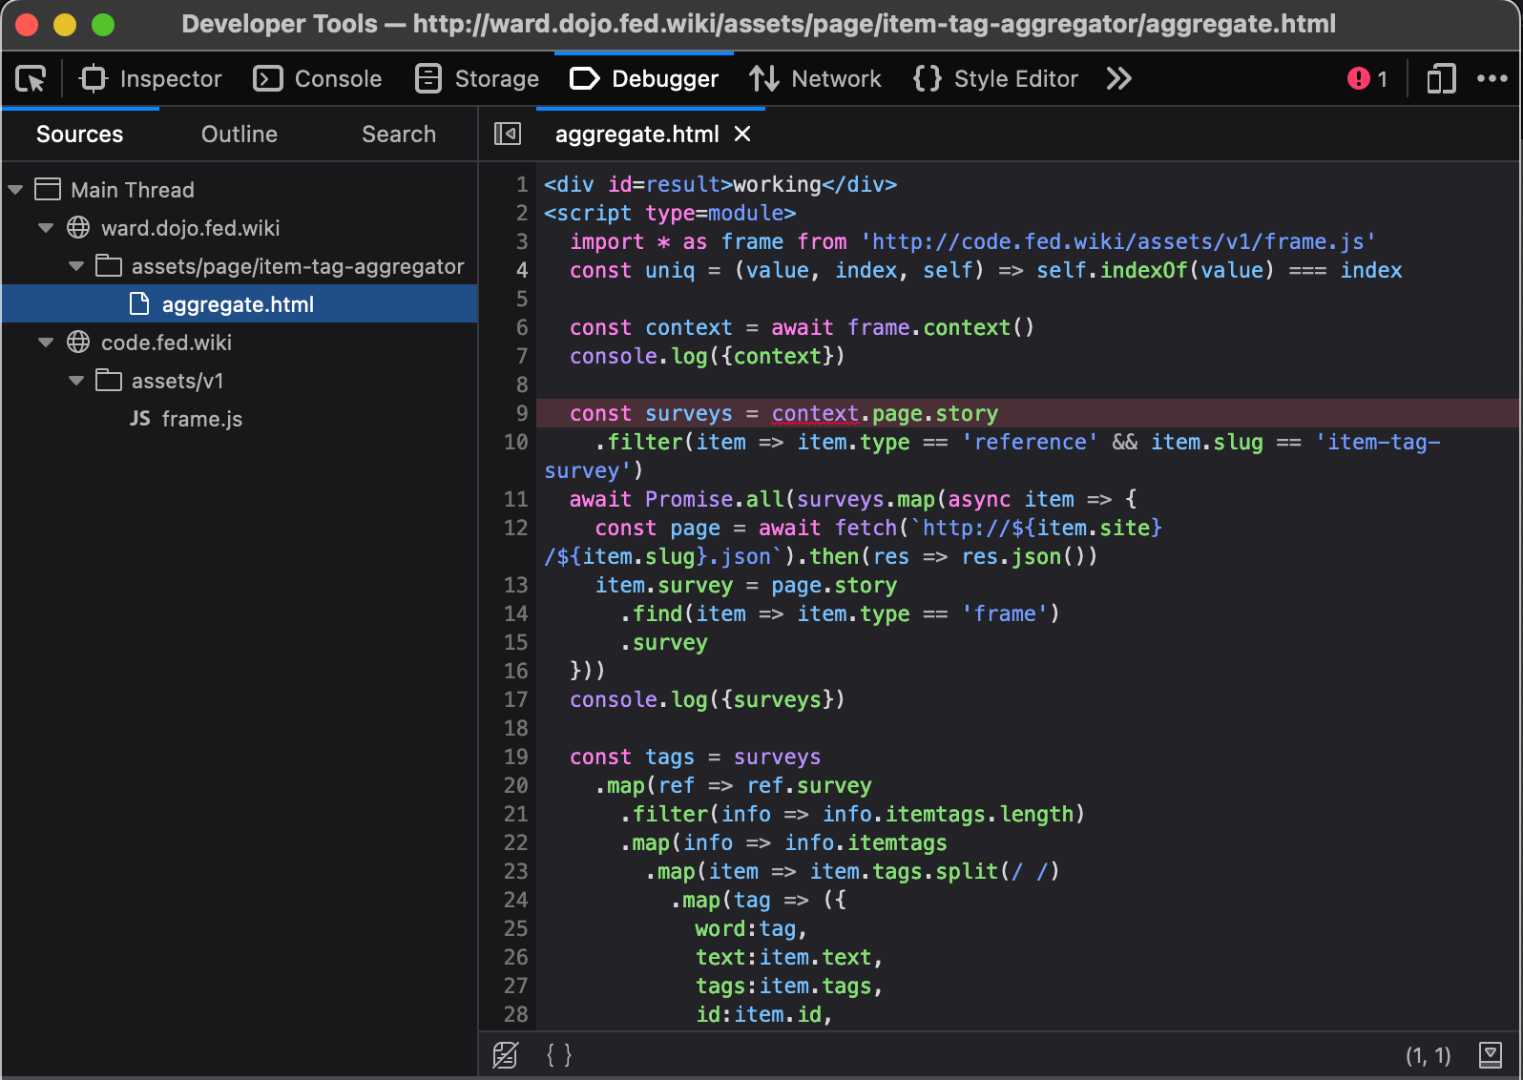 Developer Tools — http://ward.dojo.fed.wiki/assets/page/item-tag-aggregator/aggregate.html
Inspector Console Storage Debugger Network {} Style Editor 1
Sources Outline Search
aggregate.html
Main Thread
ward.dojo.fed.wiki
assets/page/item-tag-aggregator
aggregate.html
code.fed.wiki
assets/v1
JS frame.js
1 <div id=result>working</div>
2 <script type=module>
3 import * as frame from 'http://code.fed.wiki/assets/v1/frame.js'
4 const uniq = (value, index, self) => self.indexOf(value) === index
5
6 const context = await frame.context()
7 console.log({context})
8
9 const surveys = context.page.story
10 .filter(item => item.type == 'reference' && item.slug == 'item-tag-
survey')
11 await Promise.all(surveys.map(async item => {
12 const page = await fetch(`http://${item.site}
/${item.slug}.json`).then(res => res.json())
13 item.survey = page.story
14 .find(item => item.type == 'frame')
15 .survey
16 }))
17 console.log({surveys})
18
19 const tags = surveys
20 .map(ref => ref.survey
21 .filter(info => info.itemtags.length)
22 .map(info => info.itemtags
23 .map(item => item.tags.split(/ /)
24 .map(tag => ({
25 word:tag,
26 text:item.text,
27 tags:item.tags,
28 id:item.id,
{ } (1, 1)